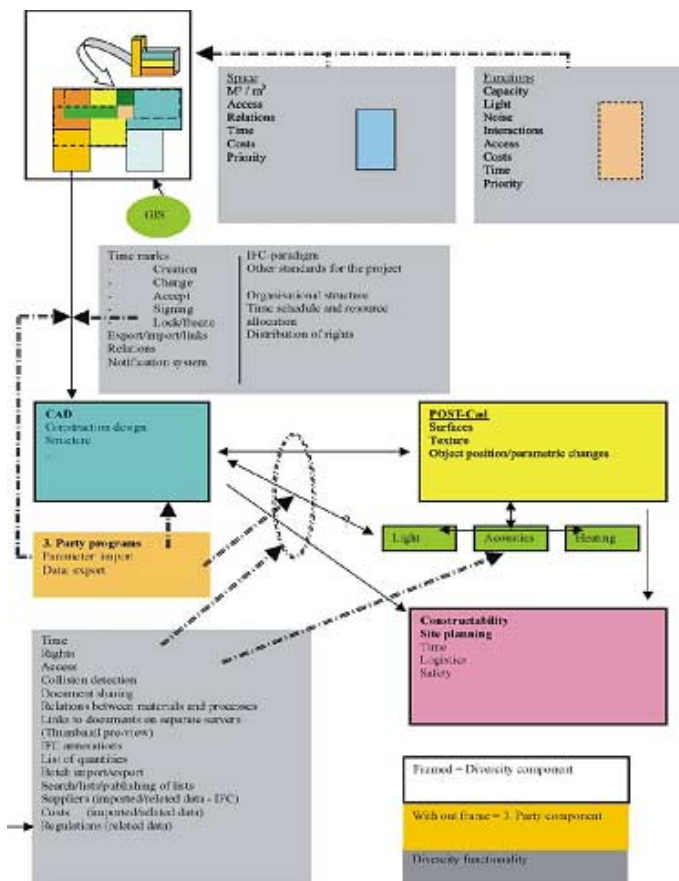 Space
M² / m³
Access
Relations
Time
Costs
Priority
Functions
Capacity
Light
Noise
Interactions
Access
Costs
Time
Priority
GIS
Time marks
- Creation
- Change
- Accept
- Signing
- Lock/freeze
Export/import/links
Relations
Notification system
IFC-paradigm
Other standards for the project
Organisational structure
Time schedule and resource
allocation
Distribution of rights
CAD
Construction design
Structure
POST-Cad
Surfaces
Texture
Object position/parametric changes
3. Party programs
Parameter import
Data export
Light
Acoustics
Heating
Constructability
Site planning
Time
Logistics
Safety
Time
Rights
Access
Collision detection
Document sharing
Relations between materials and processes
Links to documents on separate servers
(Thumbnail pre-view)
IFC annotations
List of quantities
Batch import/export
Search/lists/publishing of lists
Suppliers (imported/related data - IFC)
Costs (imported/related data)
Regulations (related data)
Framed = Diversity component
With out frame = 3. Party component
Diversity functionality